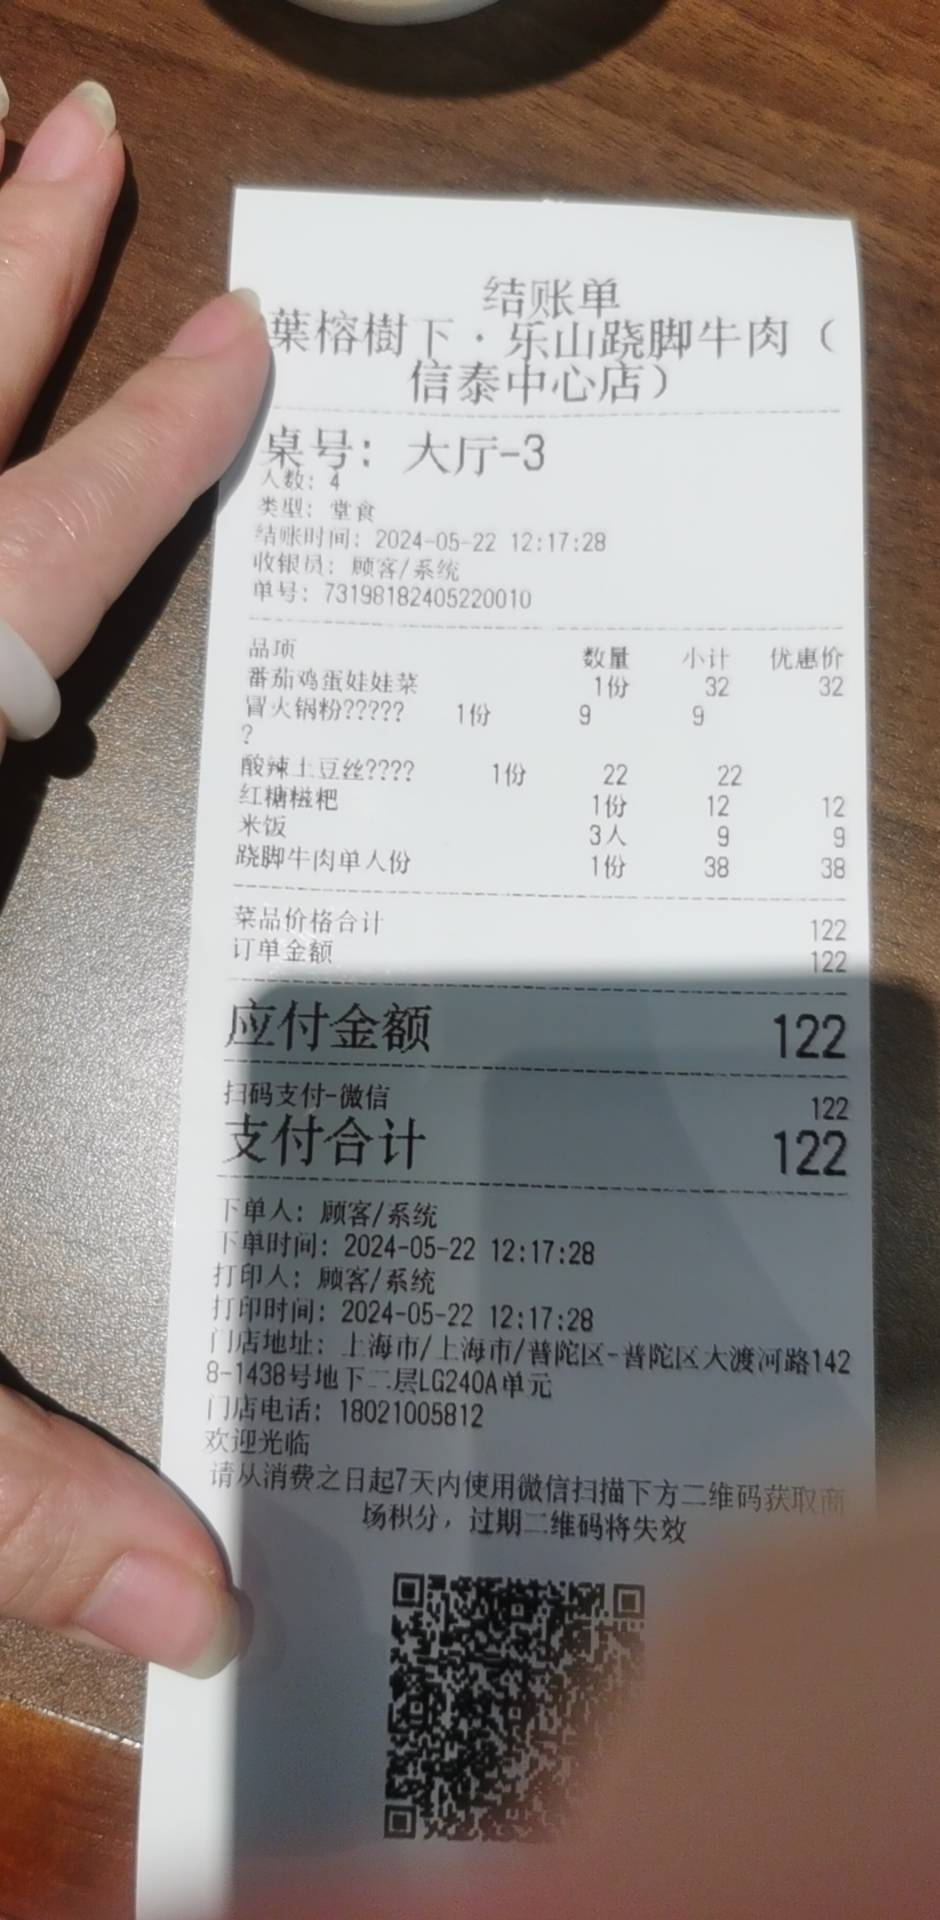 结账单
葉榕樹下·乐山跷脚牛肉（
信泰中心店）
桌号：大厅-3
人数：4
类型：堂食
结账时间：2024-05-22 12:17:28
收银员：顾客/系统
单号：73198182405220010
品项 数量 小计 优惠价
番茄鸡蛋娃娃菜 1份 32 32
冒火锅粉????? 1份 9 9
?
酸辣土豆丝???? 1份 22 22
红糖糍粑 1份 12 12
米饭 3人 9 9
跷脚牛肉单人份 1份 38 38
菜品价格合计 122
订单金额 122
应付金额 122
扫码支付-微信 122
支付合计 122
下单人：顾客/系统
下单时间：2024-05-22 12:17:28
打印人：顾客/系统
打印时间：2024-05-22 12:17:28
门店地址：上海市/上海市/普陀区-普陀区大渡河路142
8-1438号地下二层LG240A单元
门店电话：18021005812
欢迎光临
请从消费之日起7天内使用微信扫描下方二维码获取商
场积分，过期二维码将失效